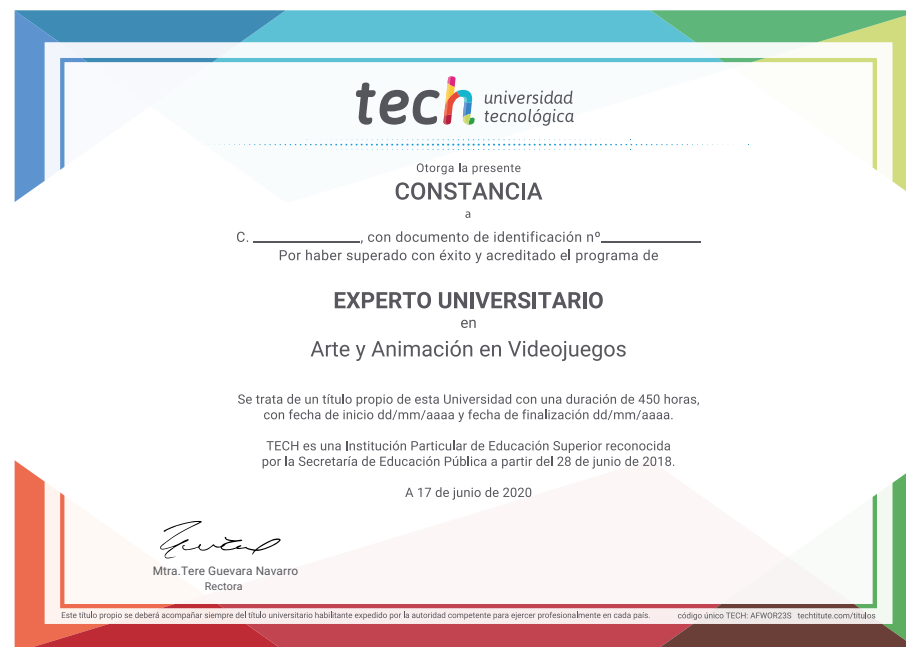 tech universidad
tecnológica
Otorga la presente
CONSTANCIA
a
C. ____________, con documento de identificación nº____________
Por haber superado con éxito y acreditado el programa de
EXPERTO UNIVERSITARIO
en
Arte y Animación en Videojuegos
Se trata de un título propio de esta Universidad con una duración de 450 horas,
con fecha de inicio dd/mm/aaaa y fecha de finalización dd/mm/aaaa.
TECH es una Institución Particular de Educación Superior reconocida
por la Secretaría de Educación Pública a partir del 28 de junio de 2018.
A 17 de junio de 2020
Mtra.Tere Guevara Navarro
Rectora
Este título propio se deberá acompañar siempre del título universitario habilitante expedido por la autoridad competente para ejercer profesionalmente en cada país. código único TECH: AFWOR23S techtitute.com/titulos